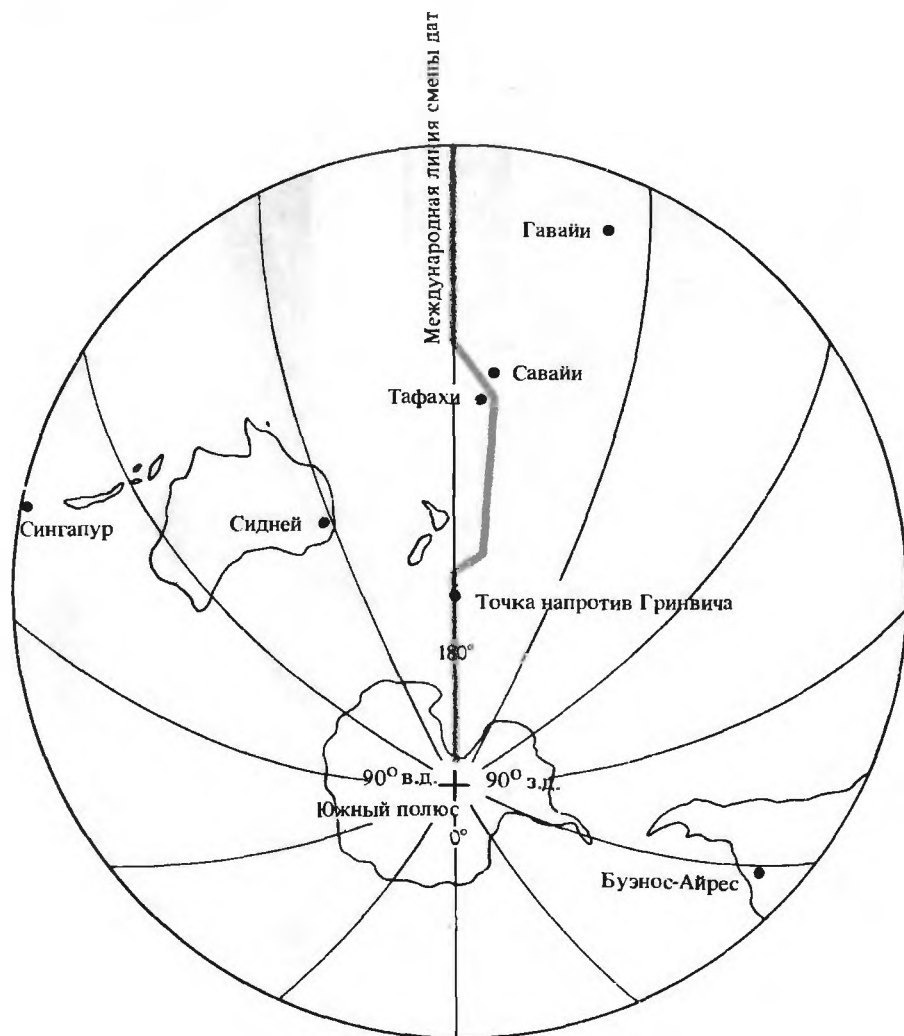 Международная линия смены дат
Гавайи
Савайи
Тафахи
Сингапур
Сидней
Точка напротив Гринвича
180°
90° в.д.
90° з.д.
Южный полюс
0°
Буэнос-Айрес